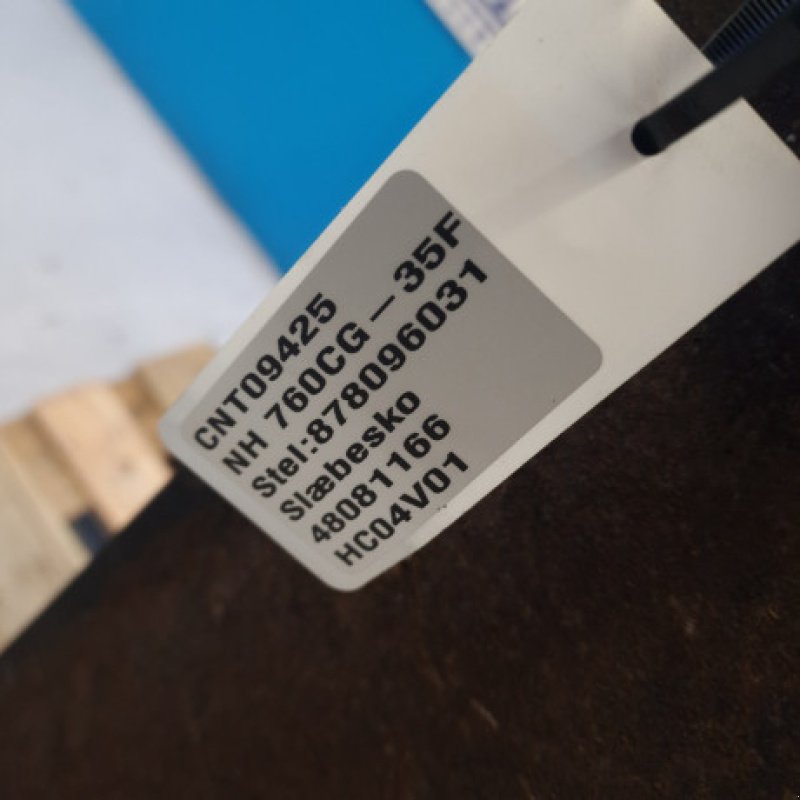 CNT09425
NH 760CG – 35F
Stel:878096031
Slæbesko
48081166
HC04V01